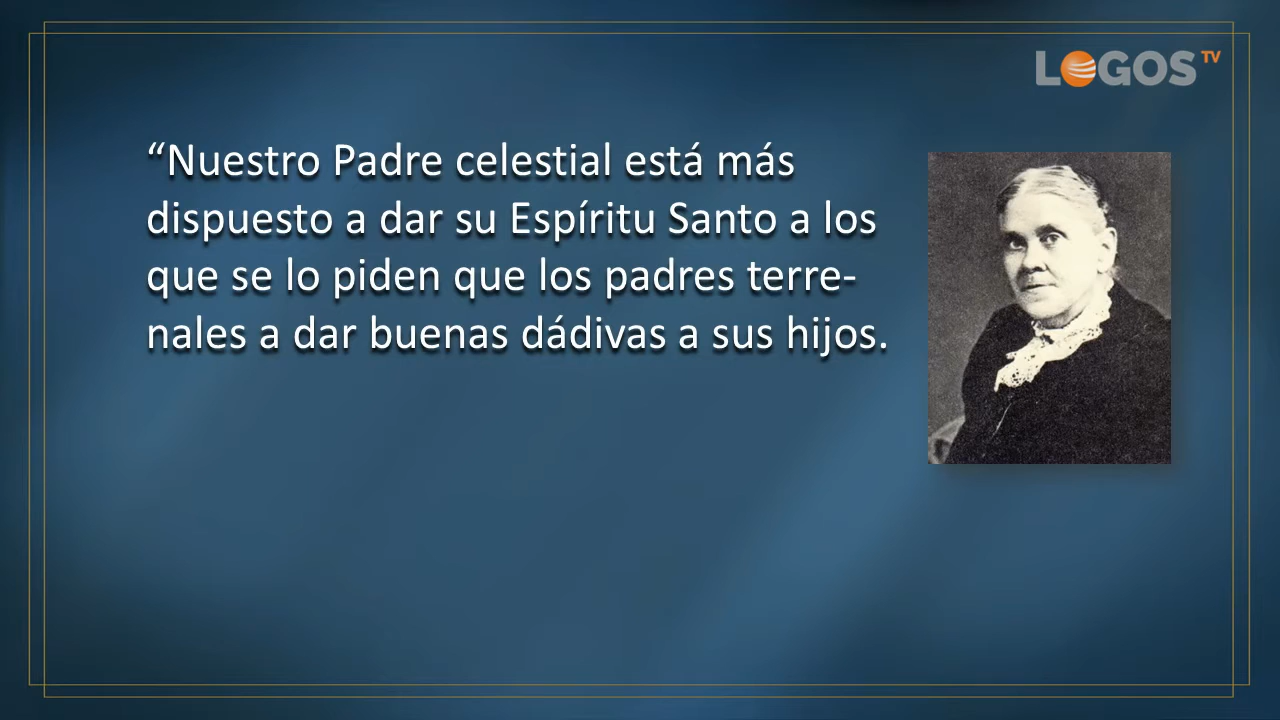 LOGOS TV
“Nuestro Padre celestial está más
dispuesto a dar su Espíritu Santo a los
que se lo piden que los padres terre-
nales a dar buenas dádivas a sus hijos.